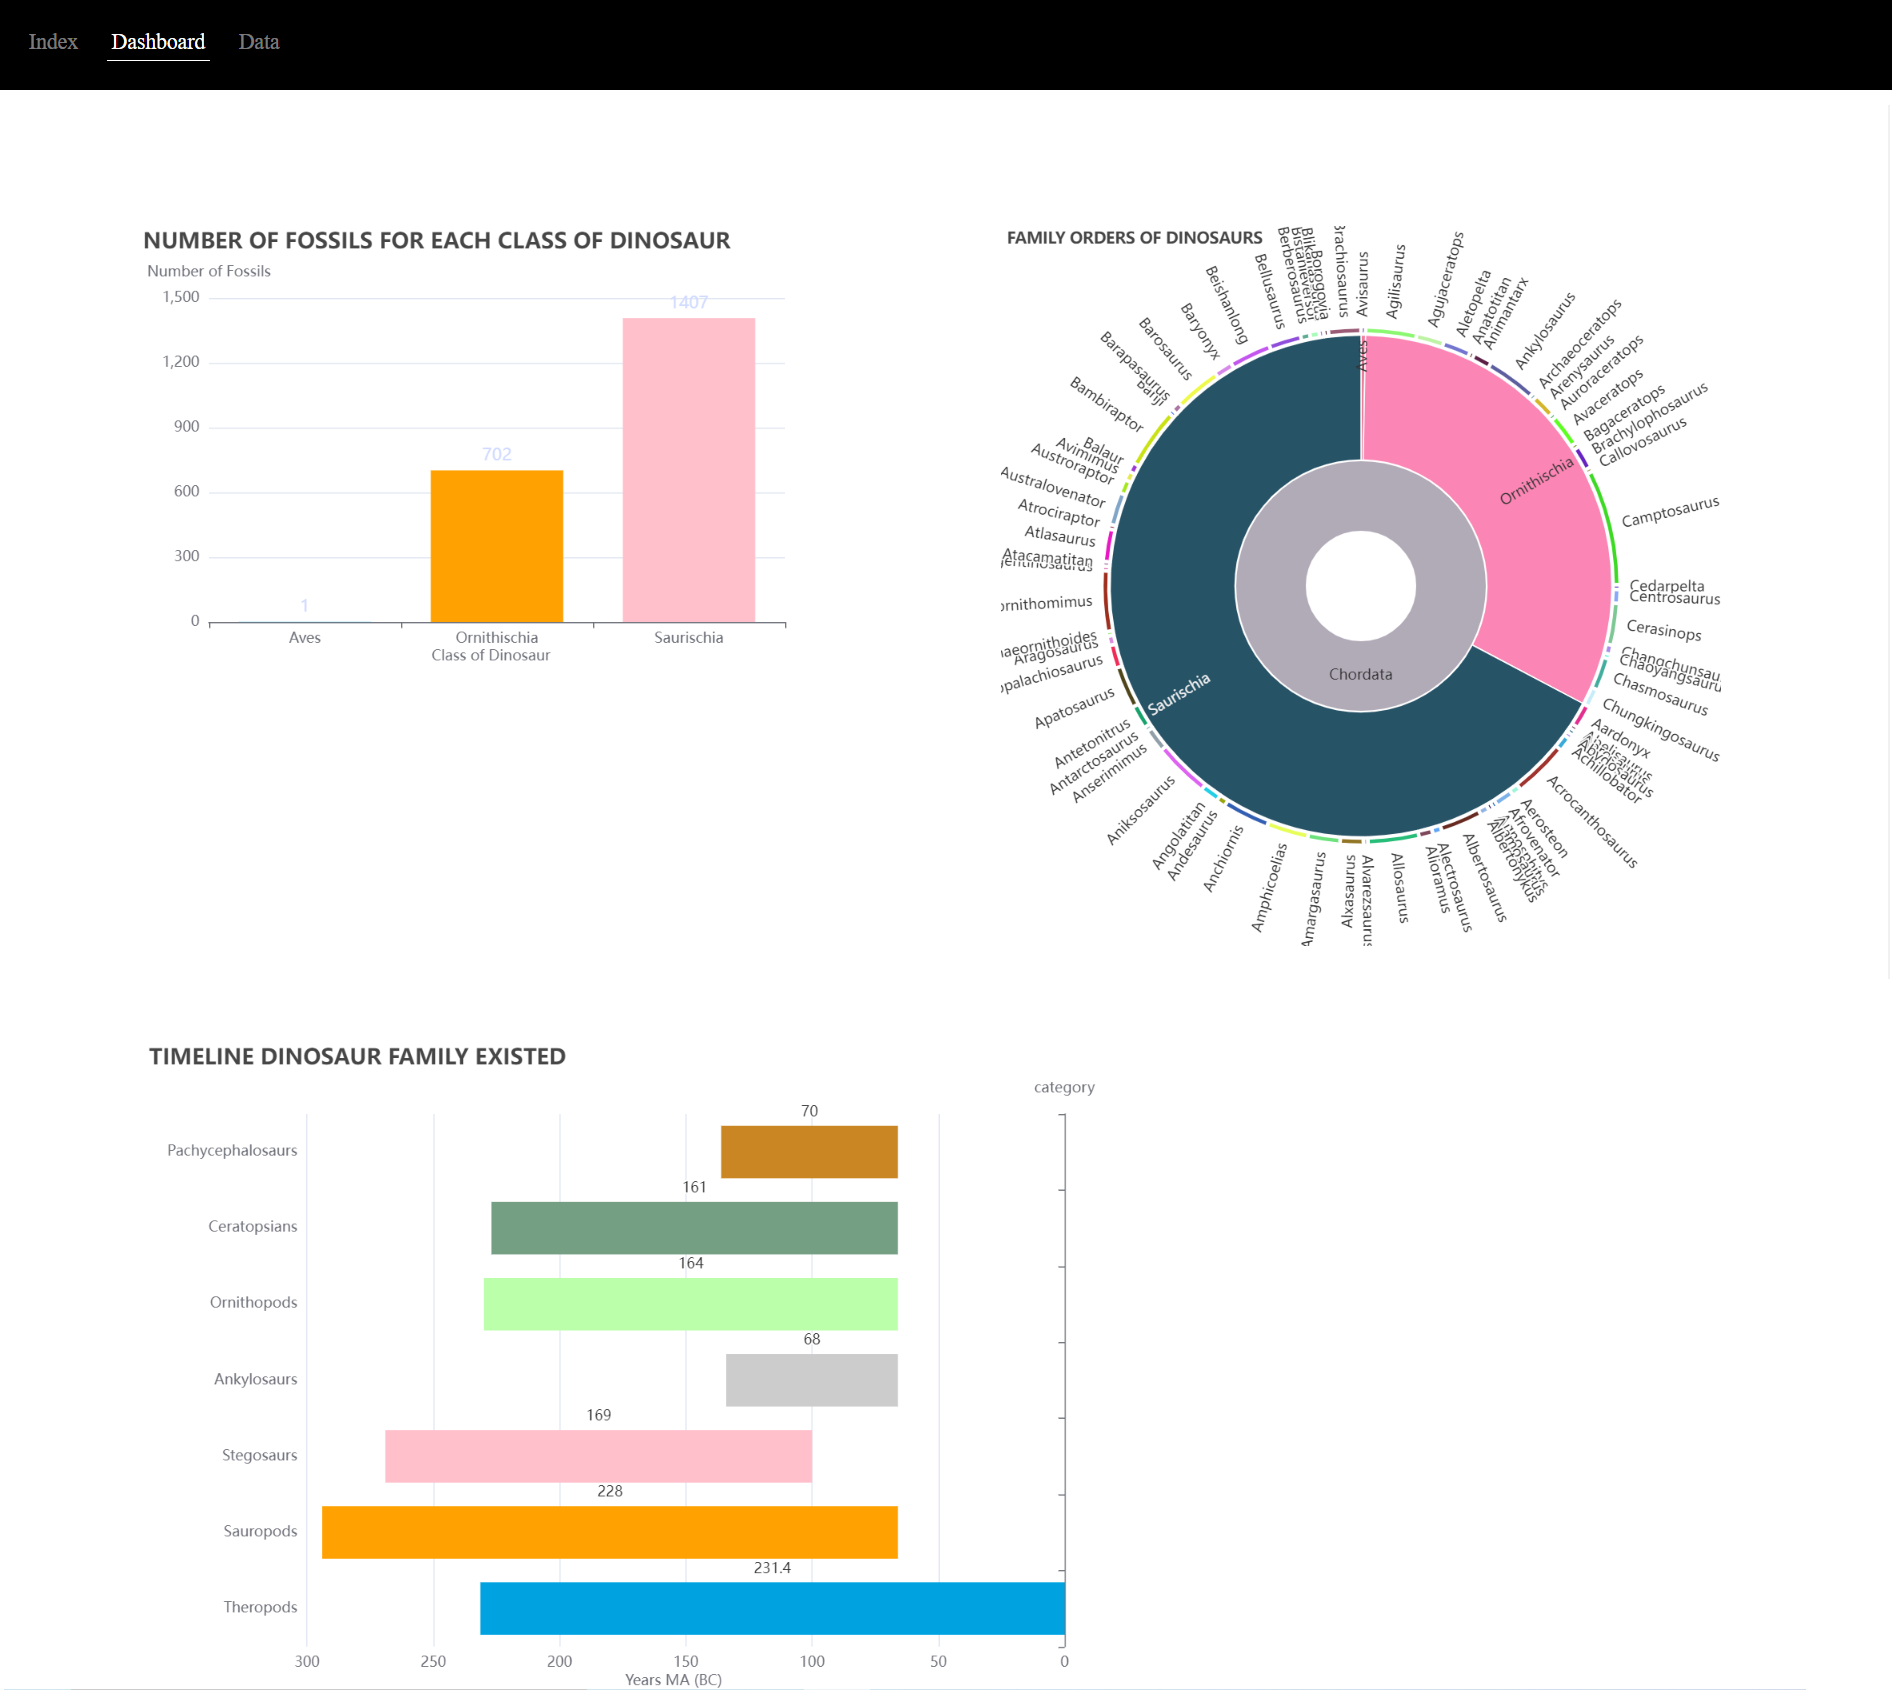 Index Dashboard Data
NUMBER OF FOSSILS FOR EACH CLASS OF DINOSAUR
Number of Fossils
1,500
1,200
900
600
300
0
1
702
1407
Aves
Ornithischia
Saurischia
Class of Dinosaur
FAMILY ORDERS OF DINOSAURS
Chordata
Aves
Ornithischia
Saurischia
Avisaurus
Agilisaurus
Agujaceratops
Aletopelta
Anatotitan
Animantarx
Ankylosaurus
Archaeoceratops
Arenysaurus
Auroraceratops
Avaceratops
Bagaceratops
Brachylophosaurus
Callovosaurus
Camptosaurus
Cedarpelta
Centrosaurus
Cerasinops
Changchunsau
Chaoyangsauru
Chasmosaurus
Chungkingosaurus
Aardonyx
Abelisaurus
Abydosaurus
Achillobator
Acrocanthosaurus
Aerosteon
Afrovenator
Albertonykus
Albertosaurus
Alectrosaurus
Alioramus
Allosaurus
Alvarezsauru
Alxasaurus
Amargasaurus
Amphicoelias
Anchiornis
Andesaurus
Angolatitan
Aniksosaurus
Anserimimus
Antarctosaurus
Antetonitrus
Apatosaurus
opalachiosaurus
Aragosaurus
naeornithoides
ornithomimus
Atacamatitan
Atlasaurus
Atrociraptor
Australovenator
Austroraptor
Avimimus
Balaur
Bambiraptor
Banji
Barapasaurus
Barosaurus
Baryonyx
Beishanlong
Bellusaurus
Berberosaurus
Borogovia
Brachiosaurus
TIMELINE DINOSAUR FAMILY EXISTED
category
Pachycephalosaurs
70
Ceratopsians
161
Ornithopods
164
Ankylosaurs
68
Stegosaurs
169
Sauropods
228
Theropods
231.4
300
250
200
150
100
50
0
Years MA (BC)